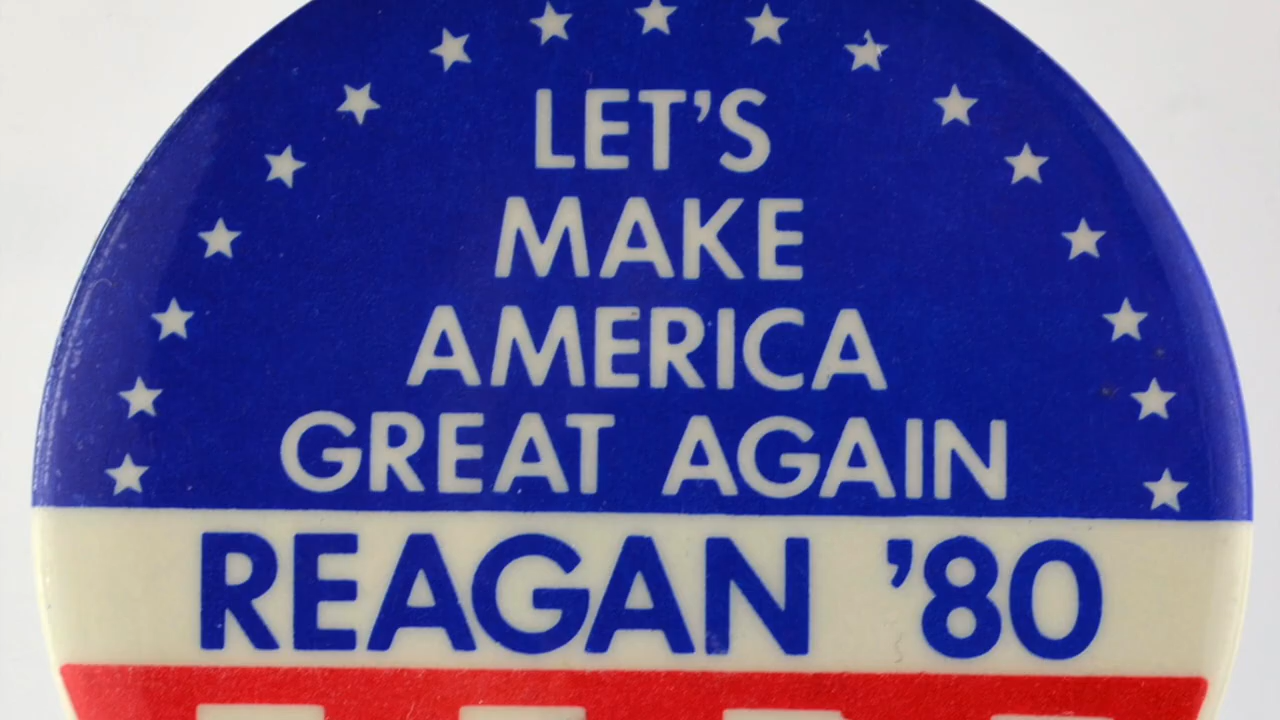 LET'S
MAKE
AMERICA
GREAT AGAIN
REAGAN '80